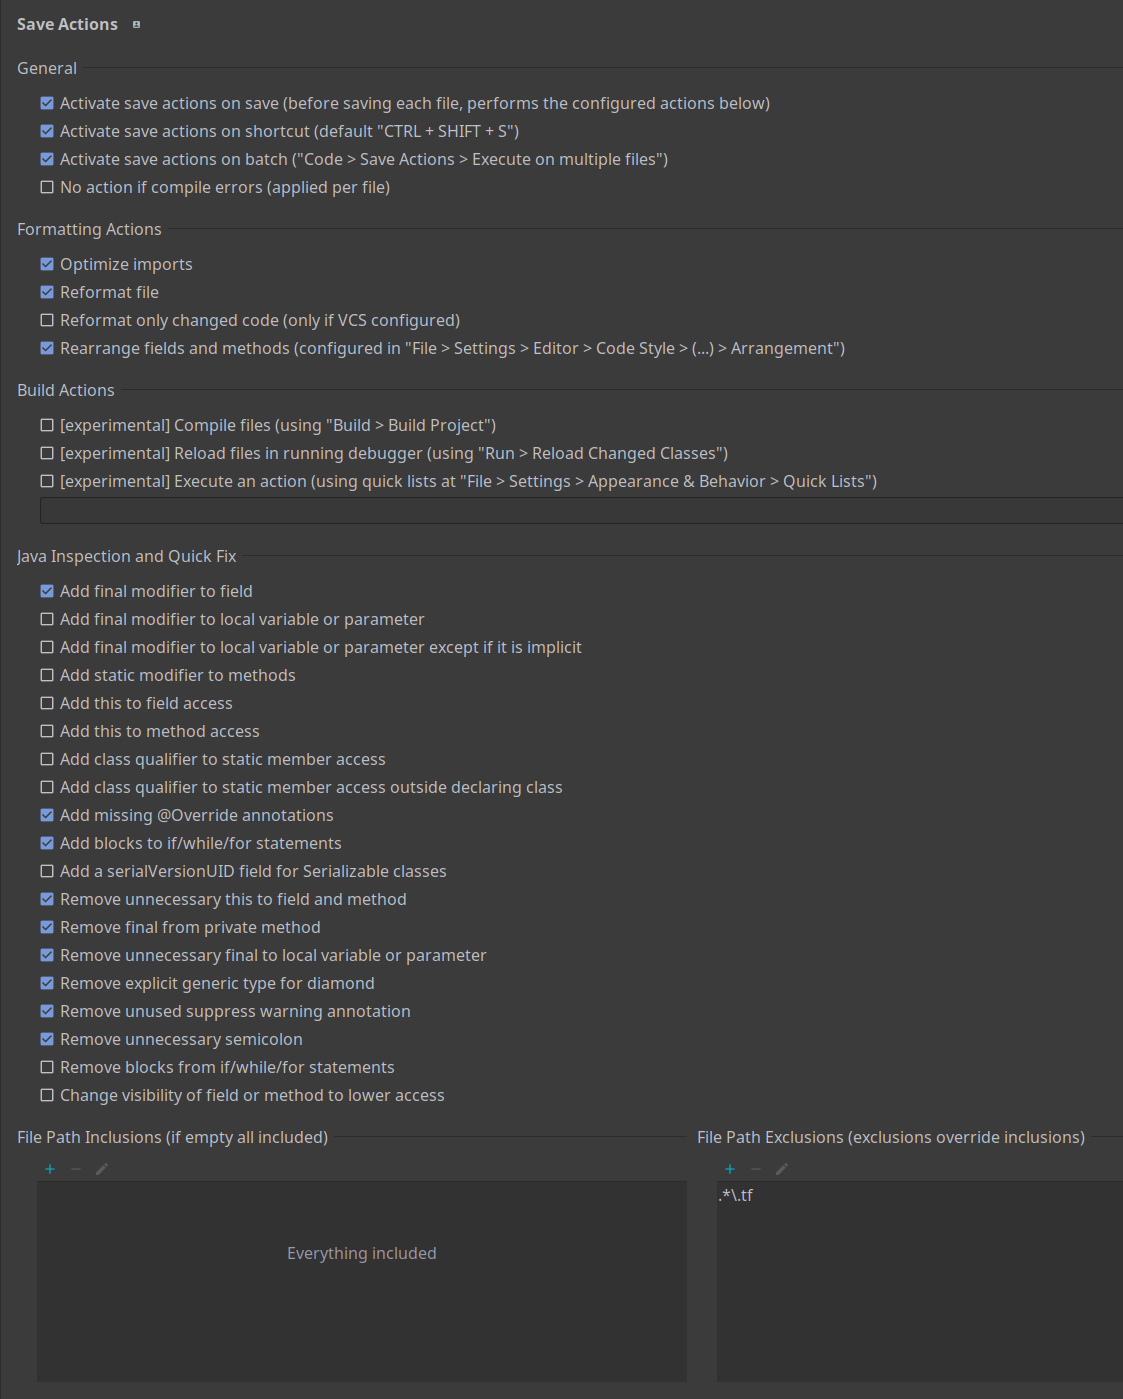 Save Actions
General
Activate save actions on save (before saving each file, performs the configured actions below)
Activate save actions on shortcut (default "CTRL + SHIFT + S")
Activate save actions on batch ("Code > Save Actions > Execute on multiple files")
No action if compile errors (applied per file)
Formatting Actions
Optimize imports
Reformat file
Reformat only changed code (only if VCS configured)
Rearrange fields and methods (configured in "File > Settings > Editor > Code Style > (...) > Arrangement")
Build Actions
[experimental] Compile files (using "Build > Build Project")
[experimental] Reload files in running debugger (using "Run > Reload Changed Classes")
[experimental] Execute an action (using quick lists at "File > Settings > Appearance & Behavior > Quick Lists")
Java Inspection and Quick Fix
Add final modifier to field
Add final modifier to local variable or parameter
Add final modifier to local variable or parameter except if it is implicit
Add static modifier to methods
Add this to field access
Add this to method access
Add class qualifier to static member access
Add class qualifier to static member access outside declaring class
Add missing @Override annotations
Add blocks to if/while/for statements
Add a serialVersionUID field for Serializable classes
Remove unnecessary this to field and method
Remove final from private method
Remove unnecessary final to local variable or parameter
Remove explicit generic type for diamond
Remove unused suppress warning annotation
Remove unnecessary semicolon
Remove blocks from if/while/for statements
Change visibility of field or method to lower access
File Path Inclusions (if empty all included)
Everything included
File Path Exclusions (exclusions override inclusions)
.*\.tf